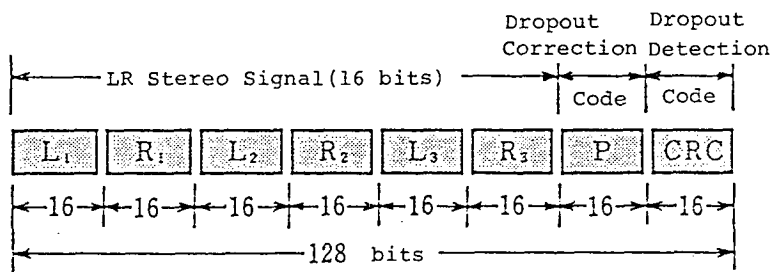 Dropout Dropout
Correction Detection
LR Stereo Signal(16 bits)
Code Code
L₁ R₁ L₂ R₂ L₃ R₃ P CRC
16 16 16 16 16 16 16 16
128 bits